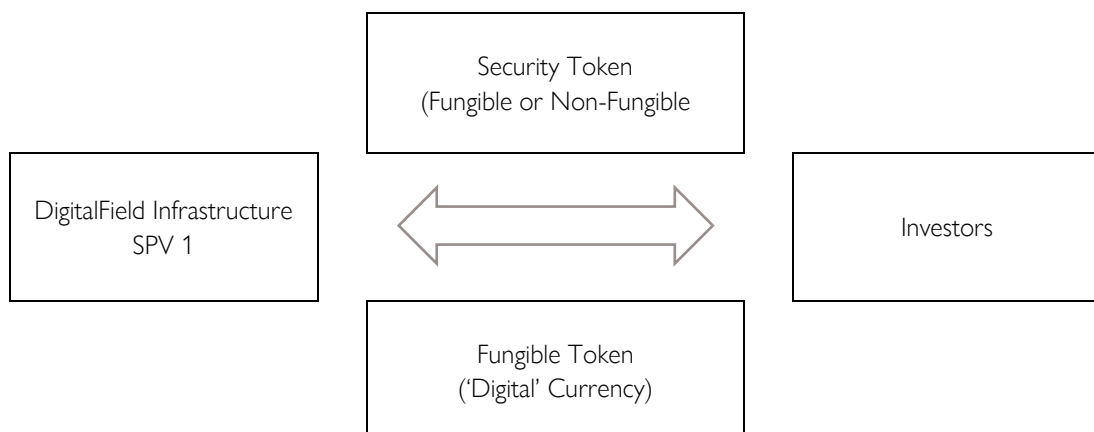 Security Token
(Fungible or Non-Fungible
DigitalField Infrastructure
SPV 1
Investors
Fungible Token
(‘Digital’ Currency)